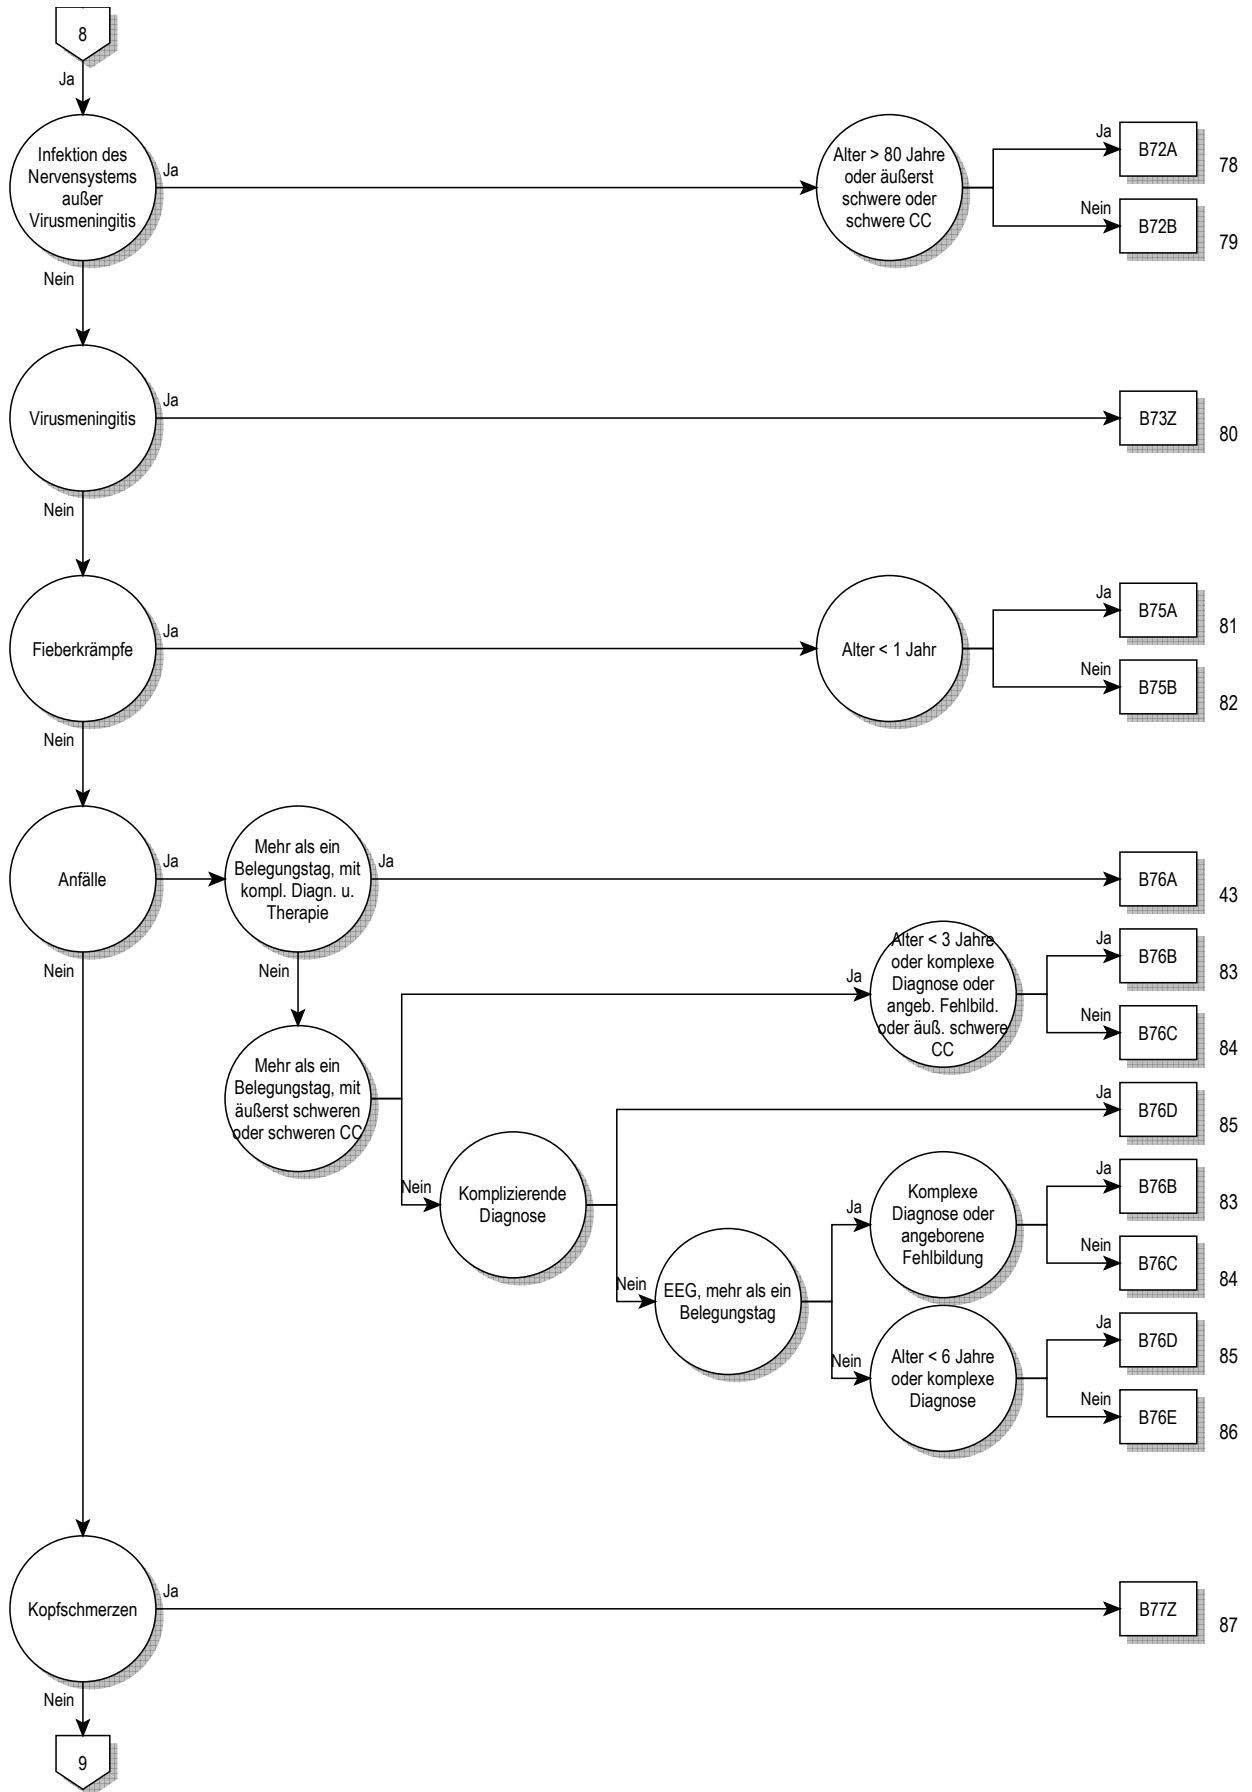 8
Ja
Infektion des
Nervensystems
außer
Virusmeningitis
Ja
Alter > 80 Jahre
oder äußerst
schwere oder
schwere CC
Ja
B72A
78
Nein
B72B
79
Nein
Virusmeningitis
Ja
B73Z
80
Nein
Fieberkrämpfe
Ja
Alter < 1 Jahr
Ja
B75A
81
Nein
B75B
82
Nein
Anfälle
Ja
Mehr als ein
Belegungstag, mit
kompl. Diagn. u.
Therapie
Ja
B76A
43
Nein
Nein
Mehr als ein
Belegungstag, mit
äußerst schweren
oder schweren CC
Ja
Alter < 3 Jahre
oder komplexe
Diagnose oder
angeb. Fehlbild.
oder äuß. schwere
CC
Ja
B76B
83
Nein
B76C
84
Nein
Komplizierende
Diagnose
Ja
B76D
85
Nein
EEG, mehr als ein
Belegungstag
Ja
Komplexe
Diagnose oder
angeborene
Fehlbildung
Ja
B76B
83
Nein
B76C
84
Nein
Alter < 6 Jahre
oder komplexe
Diagnose
Ja
B76D
85
Nein
B76E
86
Kopfschmerzen
Ja
B77Z
87
Nein
9